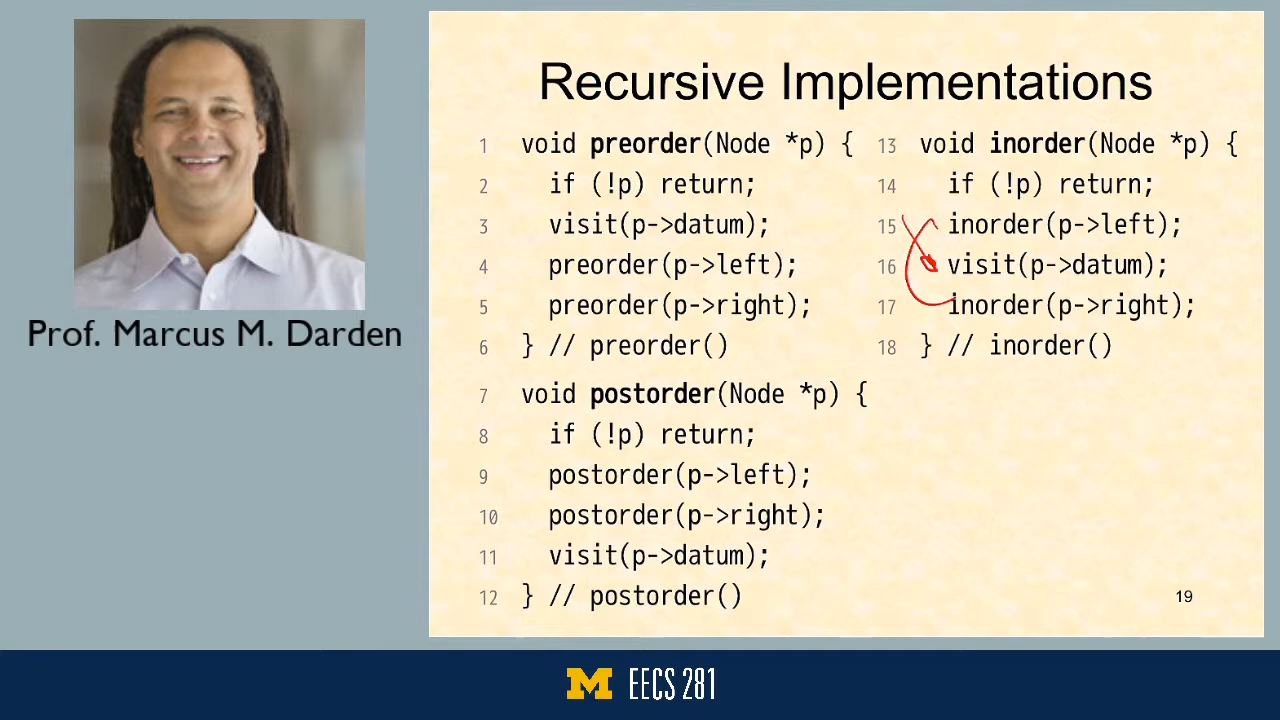 Prof. Marcus M. Darden
Recursive Implementations
1 void preorder(Node *p) {
2 if (!p) return;
3 visit(p->datum);
4 preorder(p->left);
5 preorder(p->right);
6 } // preorder()
7 void postorder(Node *p) {
8 if (!p) return;
9 postorder(p->left);
10 postorder(p->right);
11 visit(p->datum);
12 } // postorder()
13 void inorder(Node *p) {
14 if (!p) return;
15 inorder(p->left);
16 visit(p->datum);
17 inorder(p->right);
18 } // inorder()
19
M EECS 281